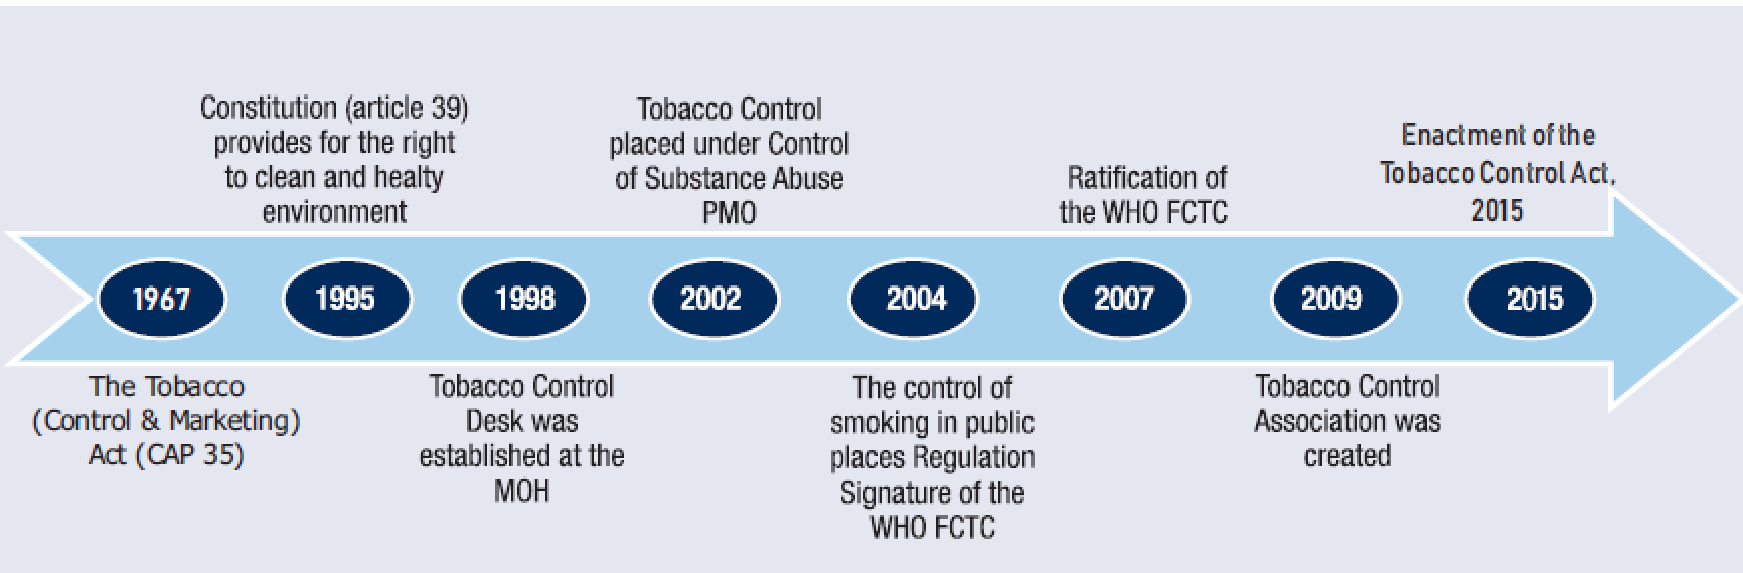 Constitution (article 39)
provides for the right
to clean and healty
environment
Tobacco Control
placed under Control
of Substance Abuse
PMO
Ratification of
the WHO FCTC
Enactment of the
Tobacco Control Act,
2015
1967
1995
1998
2002
2004
2007
2009
2015
The Tobacco
(Control & Marketing)
Act (CAP 35)
Tobacco Control
Desk was
established at the
MOH
The control of
smoking in public
places Regulation
Signature of the
WHO FCTC
Tobacco Control
Association was
created